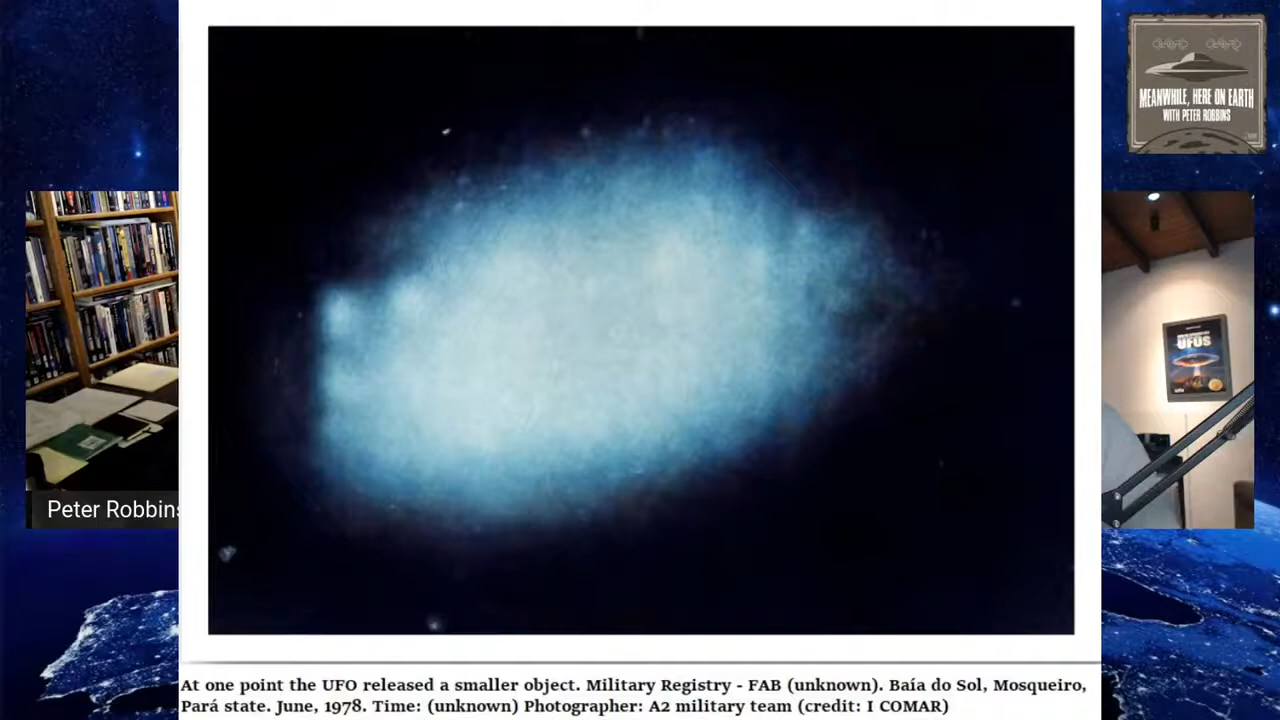 MEANWHILE, HERE ON EARTH
WITH PETER ROBBINS
UFOS
Peter Robbins
At one point the UFO released a smaller object. Military Registry - FAB (unknown). Baía do Sol, Mosqueiro,
Pará state. June, 1978. Time: (unknown) Photographer: A2 military team (credit: I COMAR)